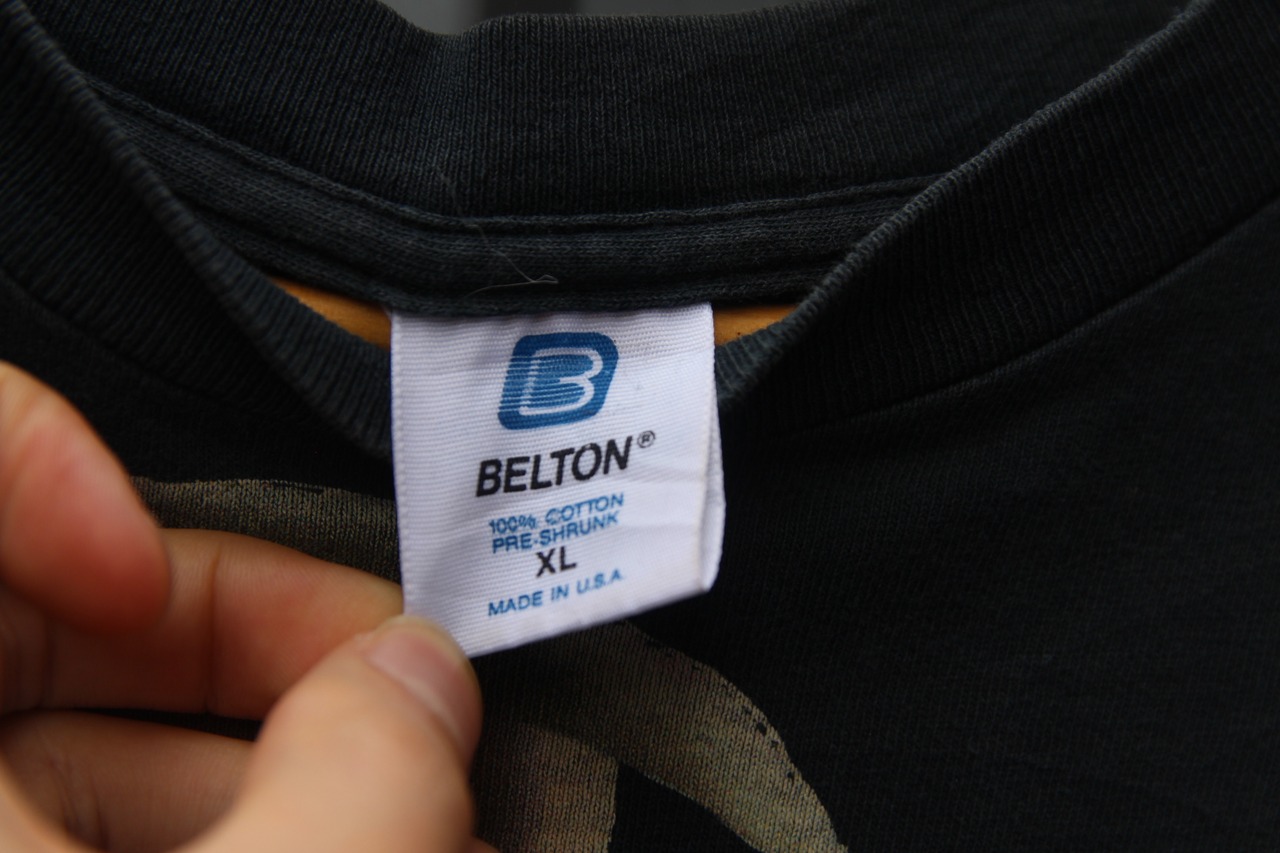 B
BELTON®
100% COTTON
PRE-SHRUNK
XL
MADE IN U.S.A.